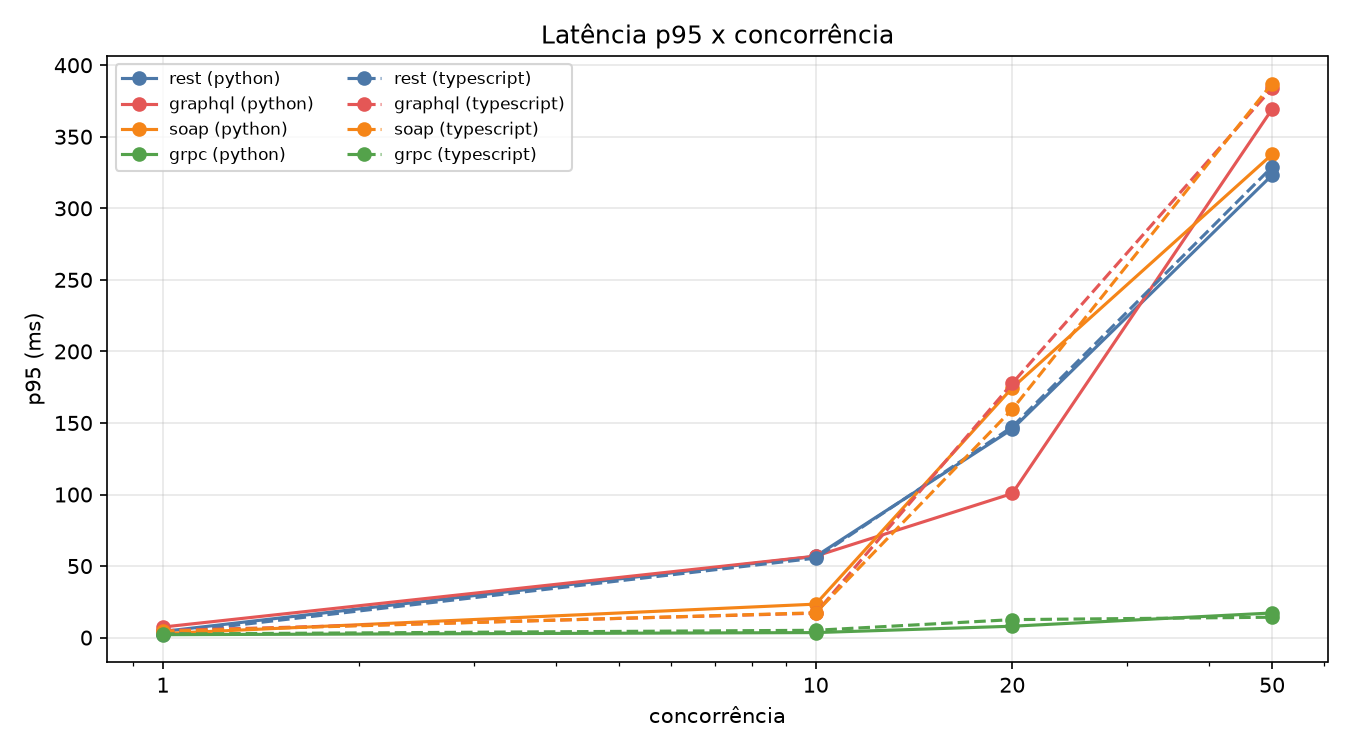 Latência p95 x concorrência
400
350
300
250
200
150
100
50
0
p95 (ms)
rest (python)
graphql (python)
soap (python)
grpc (python)
rest (typescript)
graphql (typescript)
soap (typescript)
grpc (typescript)
1 10 20 50
concorrência